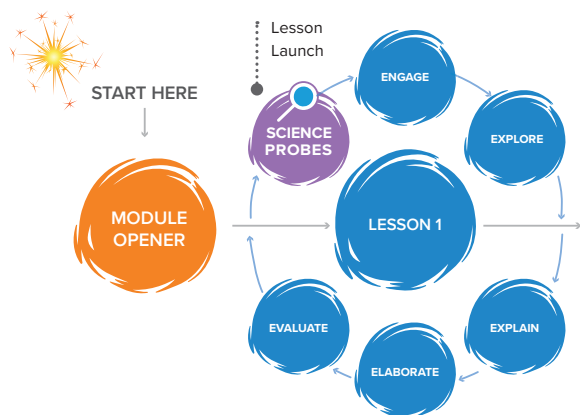 Lesson
Launch
START HERE
ENGAGE
SCIENCE
PROBES
EXPLORE
MODULE
OPENER
LESSON 1
EVALUATE
EXPLAIN
ELABORATE